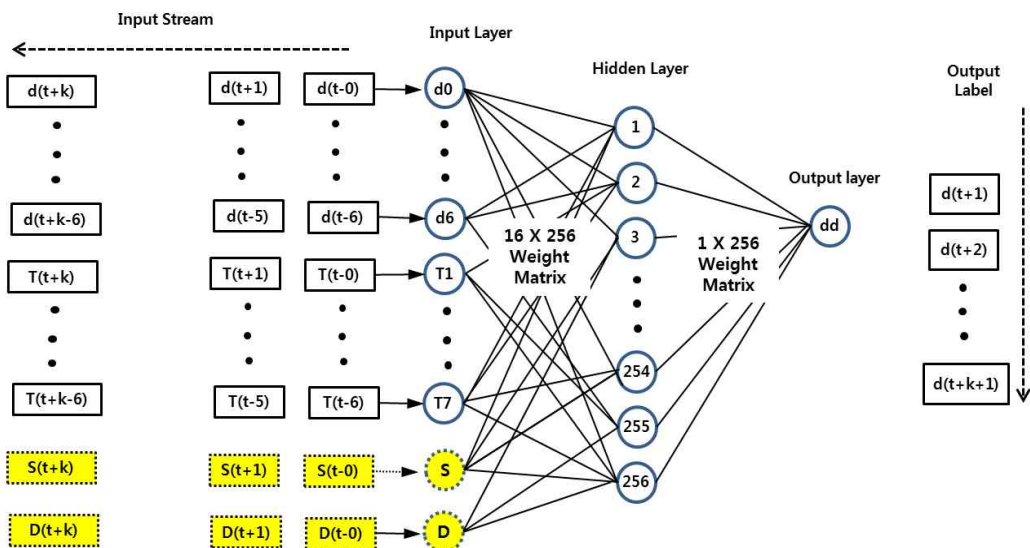 Input Stream
Input Layer
Hidden Layer
Output
Label
Output layer
d(t+k)
d(t+1)
d(t-0)
d0
d(t+k-6)
d(t-5)
d(t-6)
d6
T(t+k)
T(t+1)
T(t-0)
T1
T(t+k-6)
T(t-5)
T(t-6)
T7
S(t+k)
S(t+1)
S(t-0)
S
D(t+k)
D(t+1)
D(t-0)
D
16 X 256
Weight
Matrix
1
2
3
254
255
256
1 X 256
Weight
Matrix
dd
d(t+1)
d(t+2)
d(t+k+1)